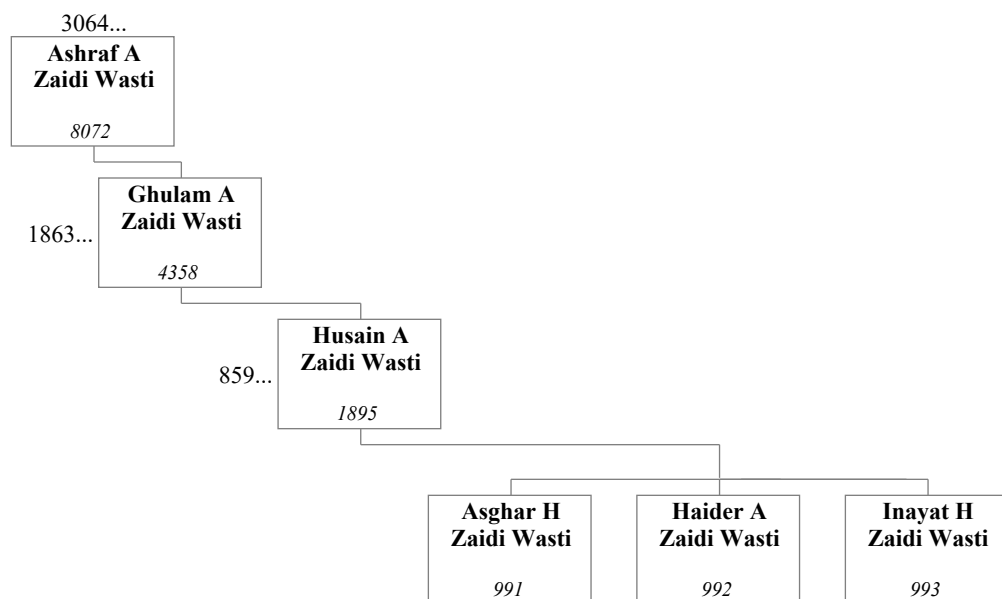 3064...
Ashraf A
Zaidi Wasti
8072
Ghulam A
Zaidi Wasti
1863...
4358
Husain A
Zaidi Wasti
859...
1895
Asghar H
Zaidi Wasti
991
Haider A
Zaidi Wasti
992
Inayat H
Zaidi Wasti
993